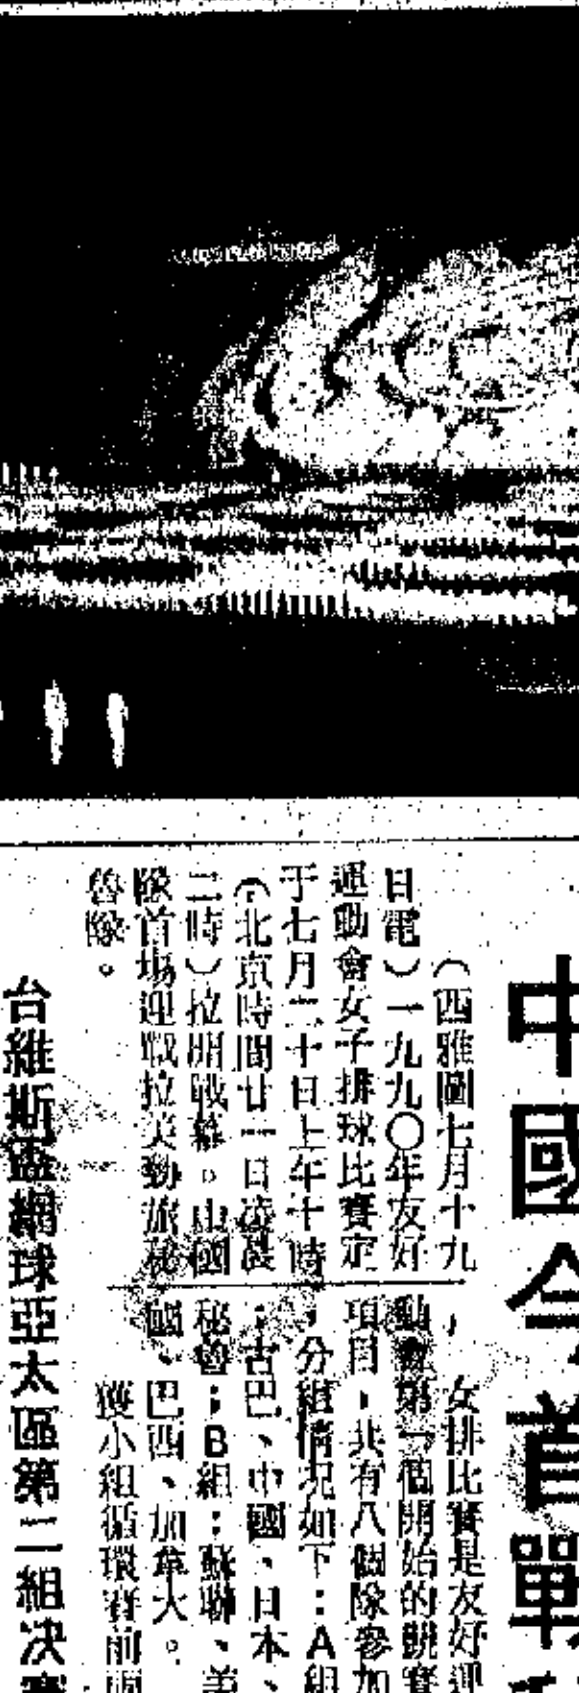 中國今首戰
（西雅圖七月十九
日電）一九九〇年友好
運動會女子排球比賽定
于七月二十日上午十時
（北京時間廿一日淩晨
二時）拉開戰幕。中國
隊首場迎戰拉美勁旅秘
魯隊。
女排比賽是友好運
動會第一個開始的競賽
項目，共有八個隊參加
，分組情況如下：A組
：古巴、中國、日本、
秘魯；B組：蘇聯、美
國、巴西、加拿大。
獲小組循環賽前兩
台維斯盃網球亞太區第二組決賽